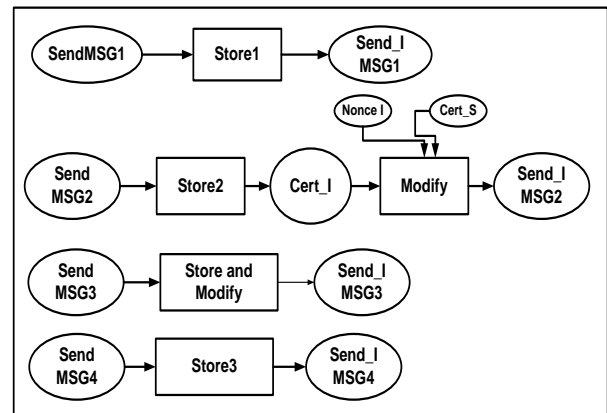 SendMSG1
Store1
Send_I
MSG1
Nonce I
Cert_S
Send
MSG2
Store2
Cert_I
Modify
Send_I
MSG2
Send
MSG3
Store and
Modify
Send_I
MSG3
Send
MSG4
Store3
Send_I
MSG4